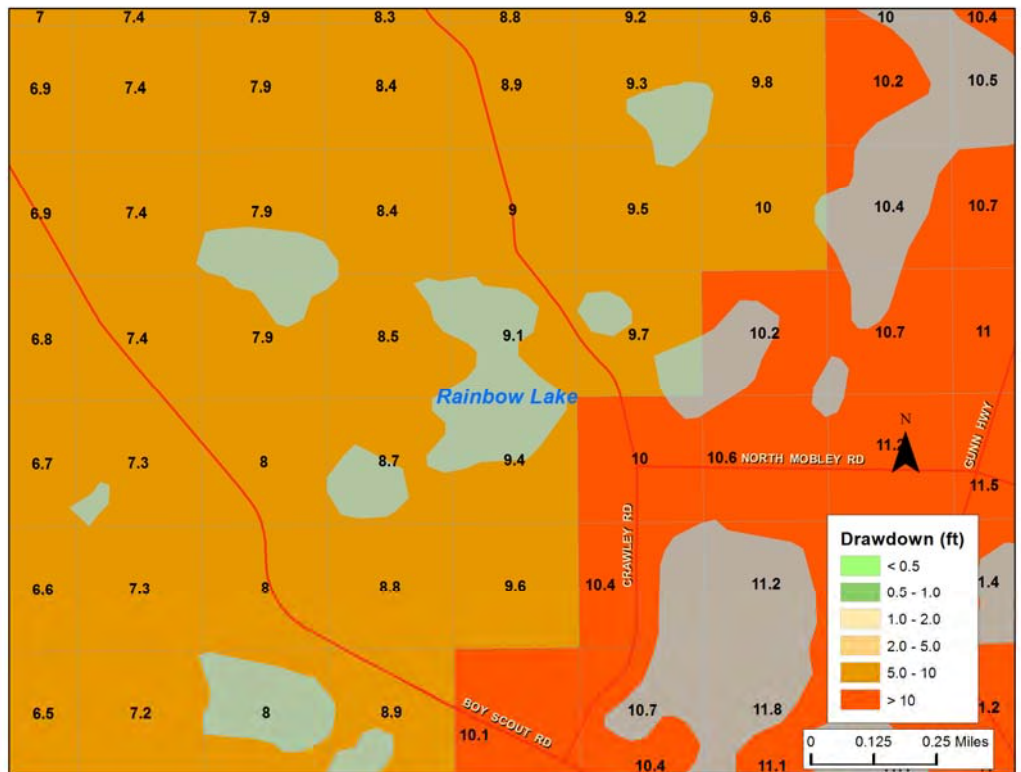 7 7.4 7.9 8.3 8.8 9.2 9.6 10 10.4
6.9 7.4 7.9 8.4 8.9 9.3 9.8 10.2 10.5
6.9 7.4 7.9 8.4 9 9.5 10 10.4 10.7
6.8 7.4 7.9 8.5 9.1 9.7 10.2 10.7 11
Rainbow Lake
6.7 7.3 8 8.7 9.4 10 10.6 NORTH MOBLEY RD
N
GUNN HWY
11.5
CRAWLEY RD
6.6 7.3 8 8.8 9.6 10.4 11.2
6.5 7.2 8 8.9 10.1 BOY SCOUT RD 10.7 11.8
10.4 11.1
Drawdown (ft)
< 0.5
0.5 - 1.0
1.0 - 2.0
2.0 - 5.0
5.0 - 10
> 10
0 0.125 0.25 Miles